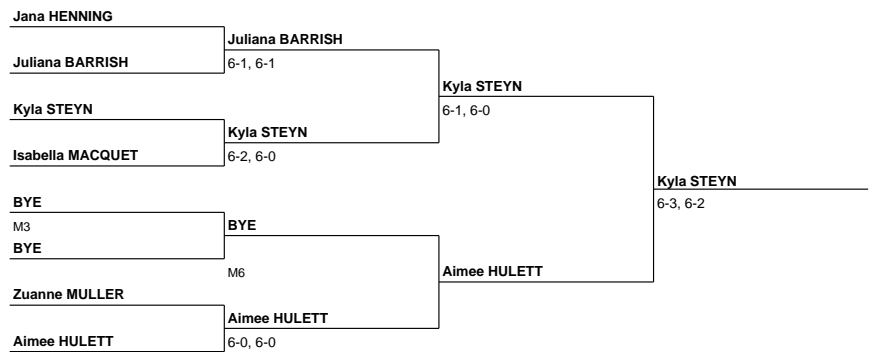 Jana HENNING
Juliana BARRISH
Juliana BARRISH
6-1, 6-1
Kyla STEYN
6-1, 6-0
Kyla STEYN
Kyla STEYN
Isabella MACQUET
6-2, 6-0
Kyla STEYN
6-3, 6-2
BYE
M3
BYE
BYE
M6
Aimee HULETT
Zuanne MULLER
Aimee HULETT
Aimee HULETT
6-0, 6-0